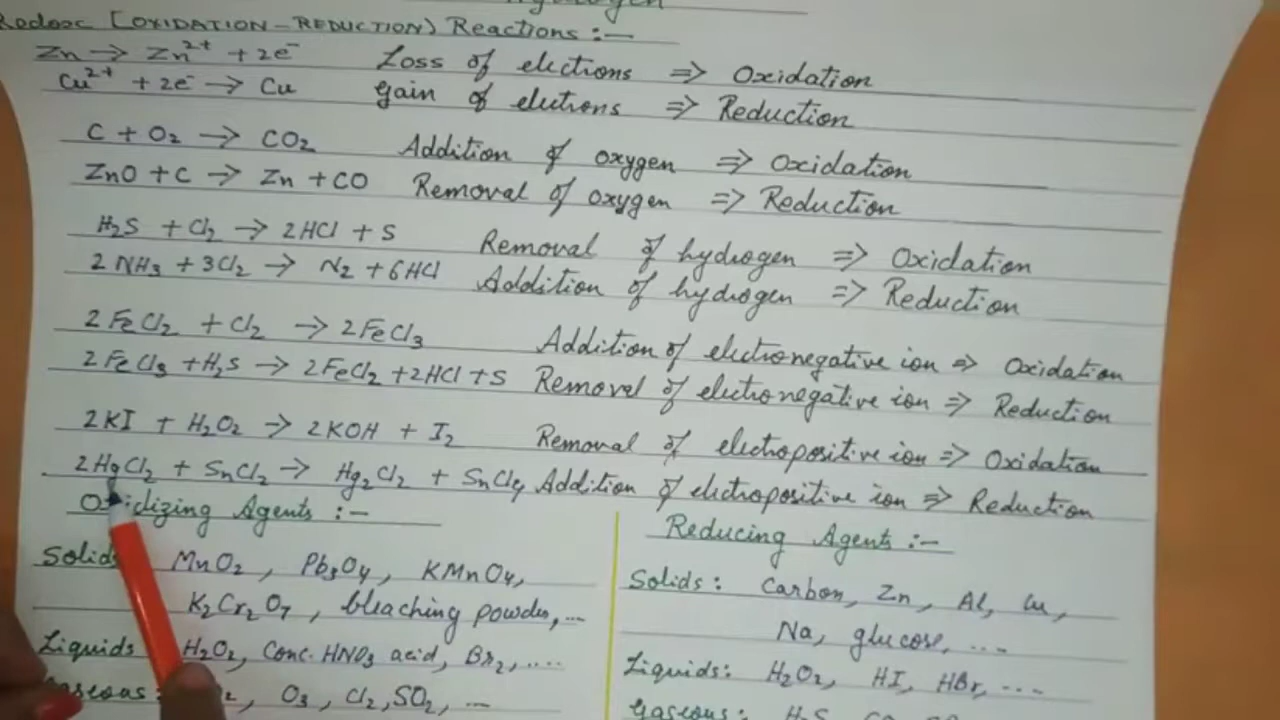 Hydrogen
Redox [OXIDATION-REDUCTION) Reactions :—
Zn → Zn²⁺ + 2e⁻ Loss of electrons ⇒ Oxidation
Cu²⁺ + 2e⁻ → Cu Gain of electrons ⇒ Reduction
C + O₂ → CO₂ Addition of oxygen ⇒ Oxidation
ZnO + C → Zn + CO Removal of oxygen ⇒ Reduction
H₂S + Cl₂ → 2HCl + S Removal of hydrogen ⇒ Oxidation
2NH₃ + 3Cl₂ → N₂ + 6HCl Addition of hydrogen ⇒ Reduction
2FeCl₂ + Cl₂ → 2FeCl₃ Addition of electronegative ion ⇒ Oxidation
2FeCl₃ + H₂S → 2FeCl₂ + 2HCl + S Removal of electronegative ion ⇒ Reduction
2KI + H₂O₂ → 2KOH + I₂ Removal of electropositive ion ⇒ Oxidation
2HgCl₂ + SnCl₂ → Hg₂Cl₂ + SnCl₄ Addition of electropositive ion ⇒ Reduction
Oxidizing Agents :—
Solids MnO₂, Pb₃O₄, KMnO₄,
K₂Cr₂O₇, bleaching powder, ...
Liquids H₂O₂, Conc. HNO₃ acid, Br₂, ....
Gaseous : O₃, Cl₂, SO₂, ...
Reducing Agents :—
Solids : Carbon, Zn, Al, Cu,
Na, glucose, ...
Liquids : H₂O₂, HI, HBr, ...
Gaseous : H₂S